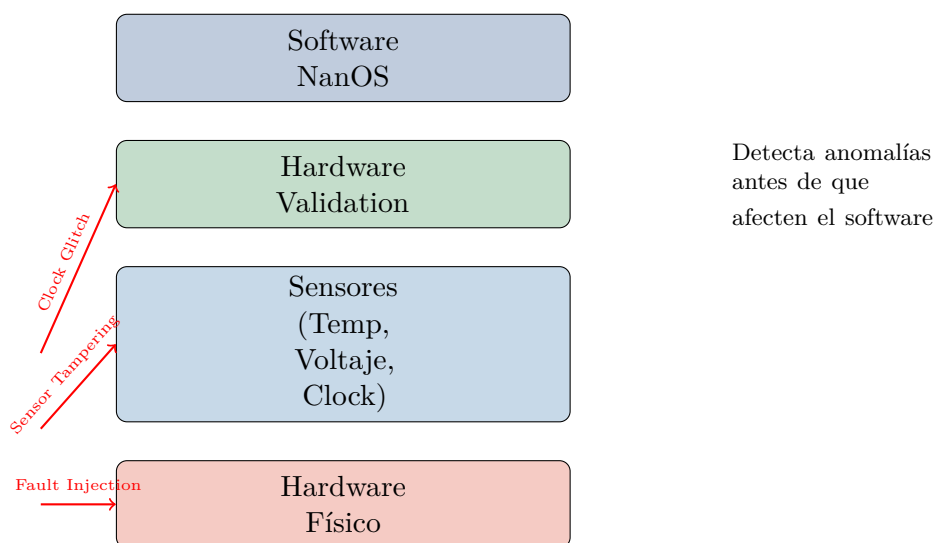 Software
NanOS
Hardware
Validation
Detecta anomalías
antes de que
afecten el software
Clock Glitch
Sensores
(Temp,
Voltaje,
Clock)
Sensor Tampering
Fault Injection
Hardware
Físico